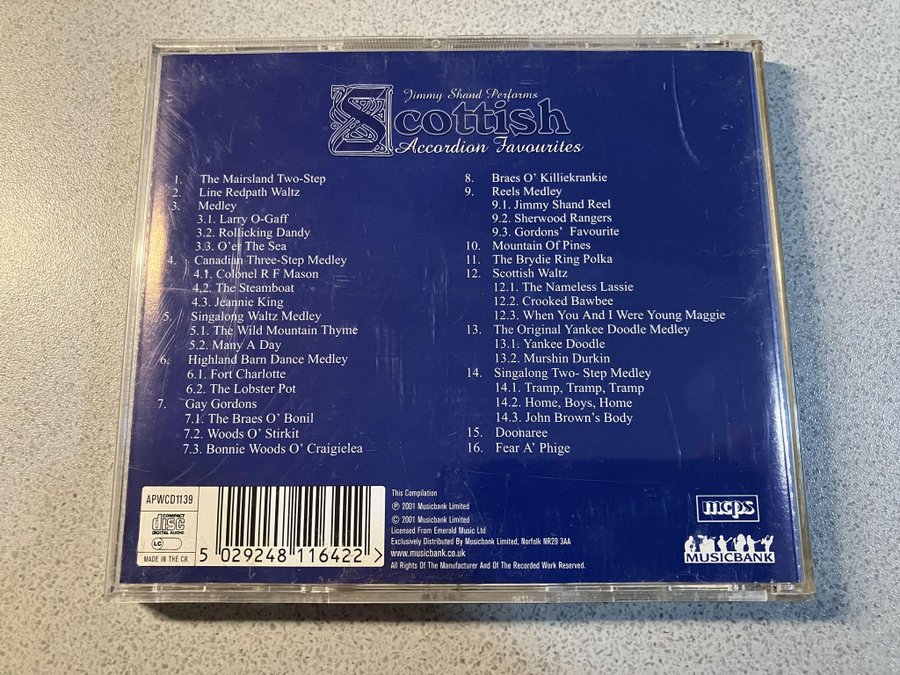 Jimmy Shand Performs
Scottish
Accordion Favourites
1. The Mairsland Two-Step
2. Line Redpath Waltz
3. Medley
3.1. Larry O-Gaff
3.2. Rollicking Dandy
3.3. O'er The Sea
4. Canadian Three-Step Medley
4.1. Colonel R F Mason
4.2. The Steamboat
4.3. Jeannie King
5. Singalong Waltz Medley
5.1. The Wild Mountain Thyme
5.2. Many A Day
6. Highland Barn Dance Medley
6.1. Fort Charlotte
6.2. The Lobster Pot
7. Gay Gordons
7.1. The Braes O' Bonil
7.2. Woods O' Stirkit
7.3. Bonnie Woods O' Craigielea
8. Braes O' Killiekrankie
9. Reels Medley
9.1. Jimmy Shand Reel
9.2. Sherwood Rangers
9.3. Gordons' Favourite
10. Mountain Of Pines
11. The Brydie Ring Polka
12. Scottish Waltz
12.1. The Nameless Lassie
12.2. Crooked Bawbee
12.3. When You And I Were Young Maggie
13. The Original Yankee Doodle Medley
13.1. Yankee Doodle
13.2. Murshin Durkin
14. Singalong Two- Step Medley
14.1. Tramp, Tramp, Tramp
14.2. Home, Boys, Home
14.3. John Brown's Body
15. Doonaree
16. Fear A' Phige
APWCD1139
COMPACT
disc
DIGITAL AUDIO
LC
MADE IN THE CR
5 029248 116422 >
This Compilation
℗ 2001 Musicbank Limited
© 2001 Musicbank Limited
Licensed From Emerald Music Ltd
Exclusively Distributed By Musicbank Limited, Norfolk NR29 3AA
www.musicbank.co.uk
All Rights Of The Manufacturer And Of The Recorded Work Reserved.
mcps
MUSICBANK